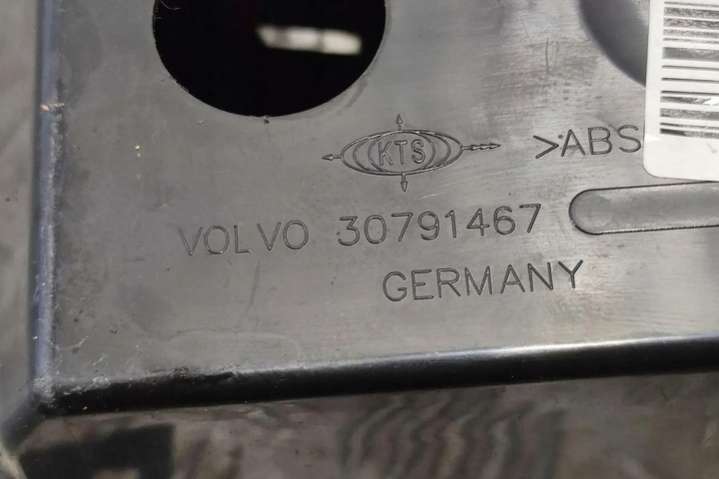 KTS
>ABS
VOLVO 30791467
GERMANY